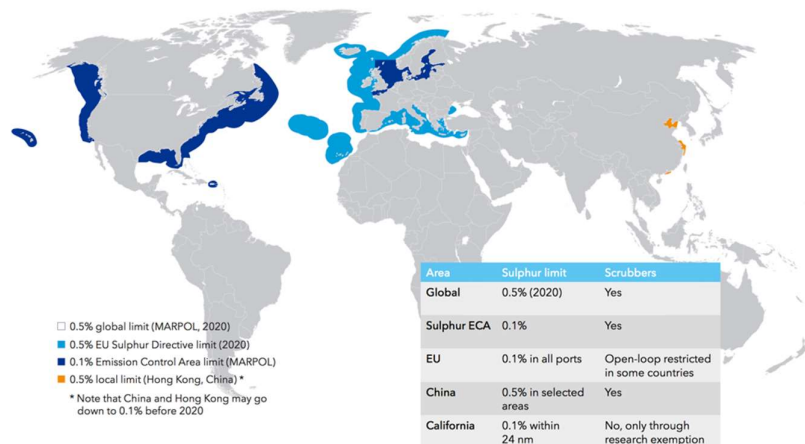 Area Sulphur limit Scrubbers
Global 0.5% (2020) Yes
Sulphur ECA 0.1% Yes
EU 0.1% in all ports Open-loop restricted
in some countries
China 0.5% in selected Yes
areas
California 0.1% within No, only through
24 nm research exemption
0.5% global limit (MARPOL, 2020)
0.5% EU Sulphur Directive limit (2020)
0.1% Emission Control Area limit (MARPOL)
0.5% local limit (Hong Kong, China) *
* Note that China and Hong Kong may go
down to 0.1% before 2020